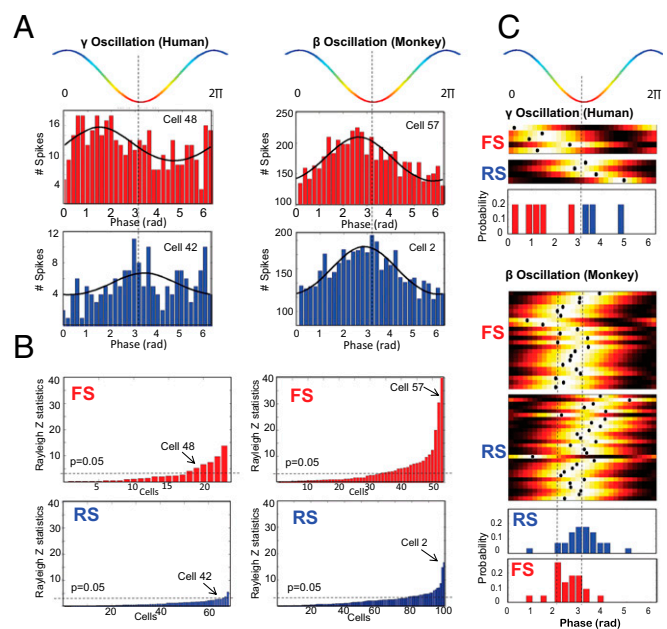 A
γ Oscillation (Human)
0
2Π
16
12
8
4
# Spikes
Cell 48
0 1 2 3 4 5 6
Phase (rad)
12
8
4
0
# Spikes
Cell 42
0 1 2 3 4 5 6
Phase (rad)
β Oscillation (Monkey)
0
2Π
250
200
150
100
# Spikes
Cell 57
0 1 2 3 4 5 6
Phase (rad)
200
150
100
# Spikes
Cell 2
0 1 2 3 4 5 6
Phase (rad)
B
40
30
20
10
0
Rayleigh Z statistics
FS
Cell 48
p=0.05
5 10 15 20
Cells
40
30
20
10
0
Rayleigh Z statistics
FS
Cell 57
p=0.05
10 20 30 40 50
Cells
40
30
20
10
Rayleigh Z statistics
RS
Cell 42
p=0.05
20 40 60
Cells
40
30
20
10
0
Rayleigh Z statistics
RS
Cell 2
p=0.05
20 40 60 80 100
Cells
C
0
2Π
γ Oscillation (Human)
FS
RS
Probability
0.2
0.1
0
0 1 2 3 4 5 6
β Oscillation (Monkey)
FS
RS
RS
0.2
0.1
0
Probability
FS
0.2
0.1
0
0 1 2 3 4 5 6
Phase (rad)